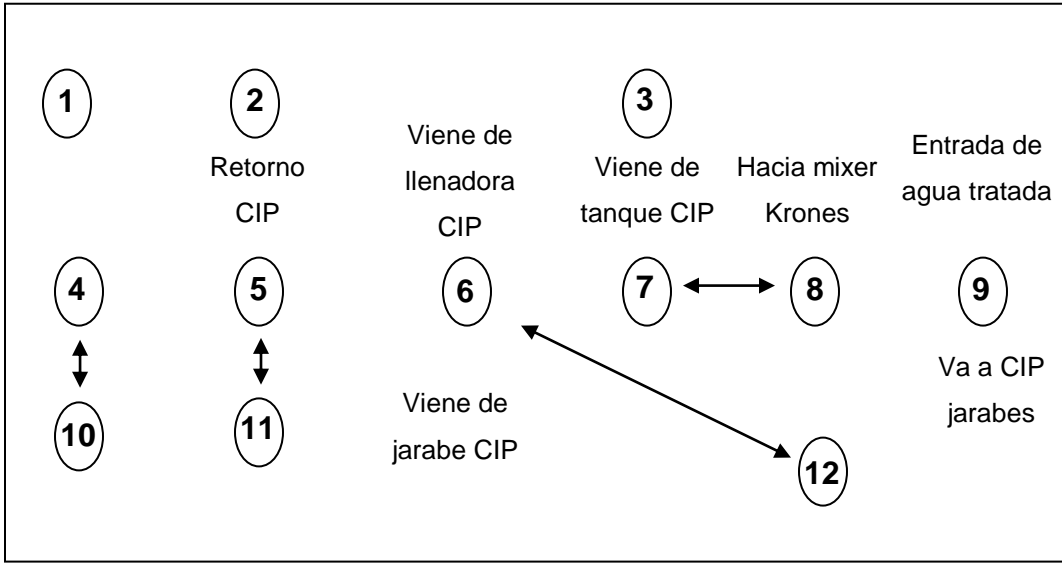 1
2
3
Retorno
CIP
Viene de
llenadora
CIP
Viene de
tanque CIP
Hacia mixer
Krones
Entrada de
agua tratada
4
5
6
7
8
9
Viene de
jarabe CIP
Va a CIP
jarabes
10
11
12